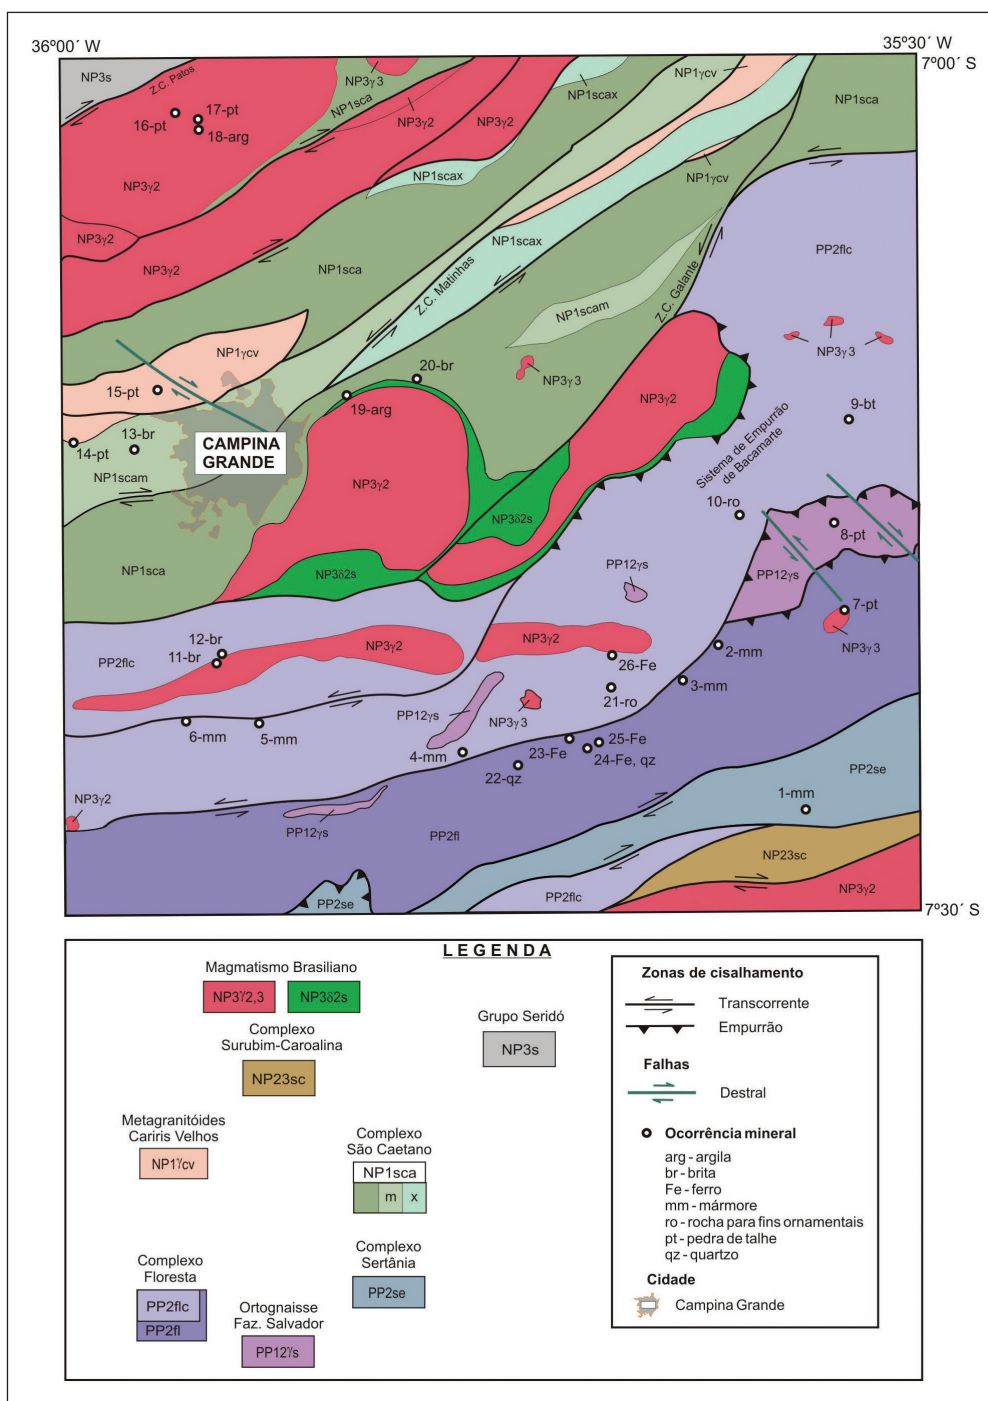 36º00´ W
35º30´ W
7º00´ S
NP3s
Z.C. Patos
NP3γ3
NP1sca
NP1γcv
NP1scax
NP1sca
17-pt
16-pt
18-arg
NP3γ2
NP3γ2
NP1scax
NP1γcv
NP3γ2
NP3γ2
NP3γ2
NP1scax
PP2flc
NP1sca
Z.C. Matinhas
NP1scam
Z.C. Galante
NP1γcv
NP3γ3
NP3γ3
20-br
15-pt
19-arg
NP3γ2
9-bt
13-br
CAMPINA
GRANDE
14-pt
Sistema de Empurrão
de Bacamarte
NP1scam
NP3γ2
10-ro
NP3δ2s
8-pt
NP1sca
NP3δ2s
PP12γs
PP12γs
7-pt
12-br
NP3γ2
NP3γ2
2-mm
11-br
PP2flc
26-Fe
NP3γ3
3-mm
21-ro
PP12γs
NP3γ3
6-mm
5-mm
4-mm
23-Fe
25-Fe
24-Fe, qz
22-qz
PP2se
1-mm
NP3γ2
PP12γs
PP2fl
NP23sc
PP2se
PP2flc
NP3γ2
7º30´ S
LEGENDA
Magmatismo Brasiliano
NP3γ2,3
NP3δ2s
Grupo Seridó
NP3s
Complexo
Surubim-Caroalina
NP23sc
Metagranitóides
Cariris Velhos
NP1γcv
Complexo
São Caetano
NP1sca
m
x
Complexo
Floresta
PP2flc
PP2fl
Complexo
Sertânia
PP2se
Ortognaisse
Faz. Salvador
PP12γs
Zonas de cisalhamento
Transcorrente
Empurrão
Falhas
Destral
Ocorrência mineral
arg - argila
br - brita
Fe - ferro
mm - mármore
ro - rocha para fins ornamentais
pt - pedra de talhe
qz - quartzo
Cidade
Campina Grande